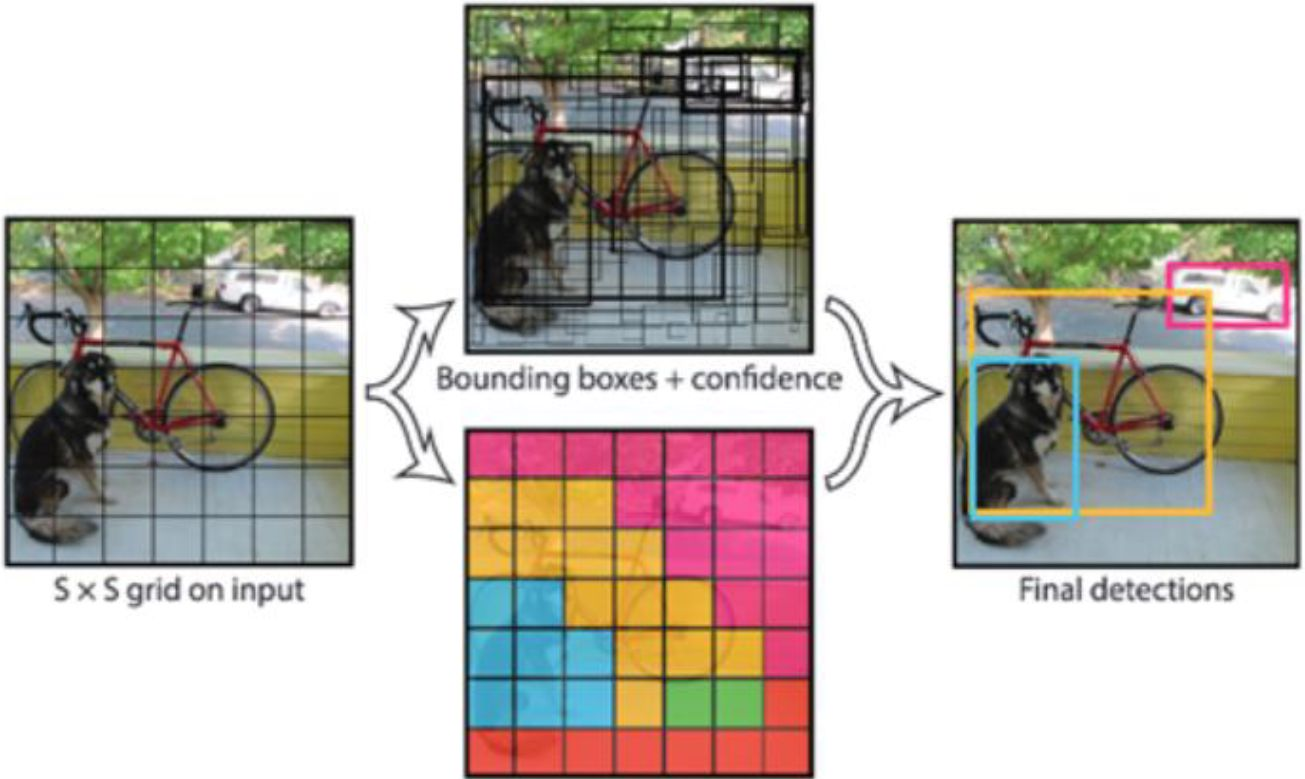 S × S grid on input
Bounding boxes + confidence
Final detections